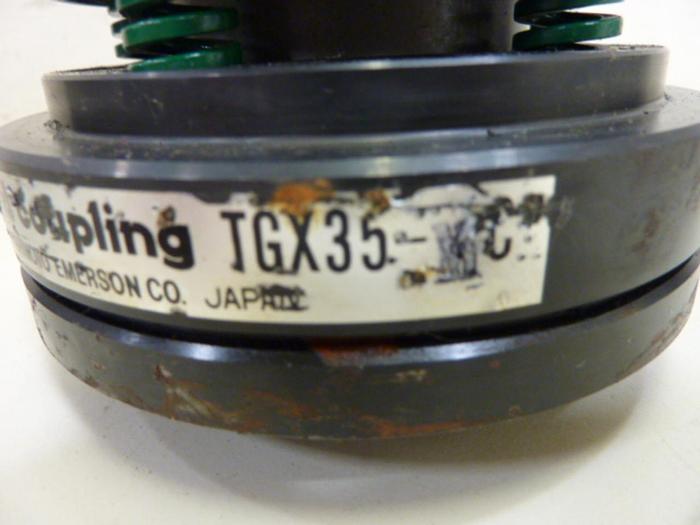 coupling TGX35-
EMERSON CO. JAPAN